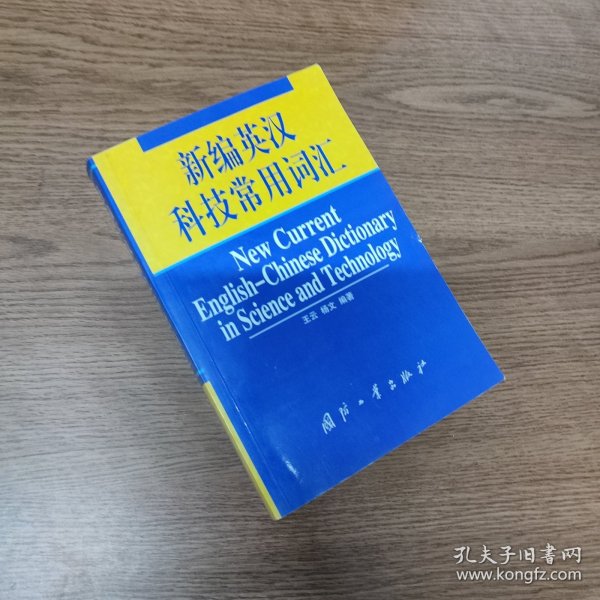 新编英汉
科技常用词汇
New Current
English-Chinese Dictionary
in Science and Technology
王云 杨文 编著
国防工业出版社
孔夫子旧书网
www.kongfz.com